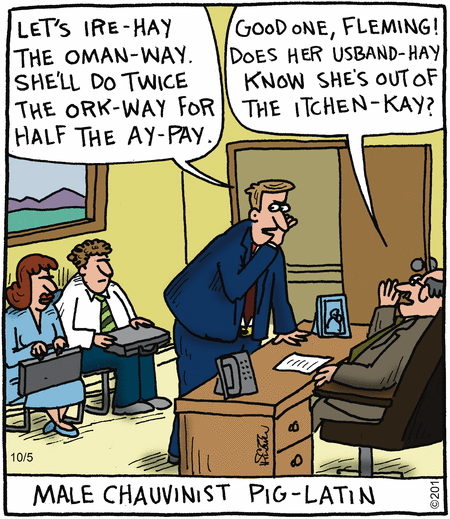 LET'S IRE-HAY
THE OMAN-WAY.
SHE'LL DO TWICE
THE ORK-WAY FOR
HALF THE AY-PAY.
GOOD ONE, FLEMING!
DOES HER USBAND-HAY
KNOW SHE'S OUT OF
THE ITCHEN-KAY?
10/5
©201
MALE CHAUVINIST PIG-LATIN